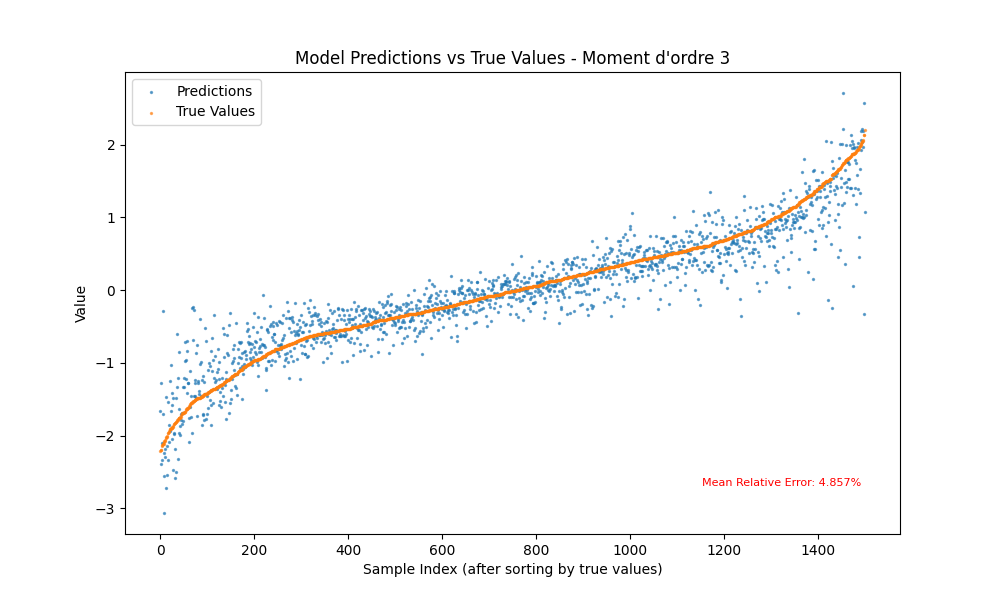 Model Predictions vs True Values - Moment d'ordre 3
Predictions
True Values
Value
2
1
0
−1
−2
−3
Mean Relative Error: 4.857%
0 200 400 600 800 1000 1200 1400
Sample Index (after sorting by true values)